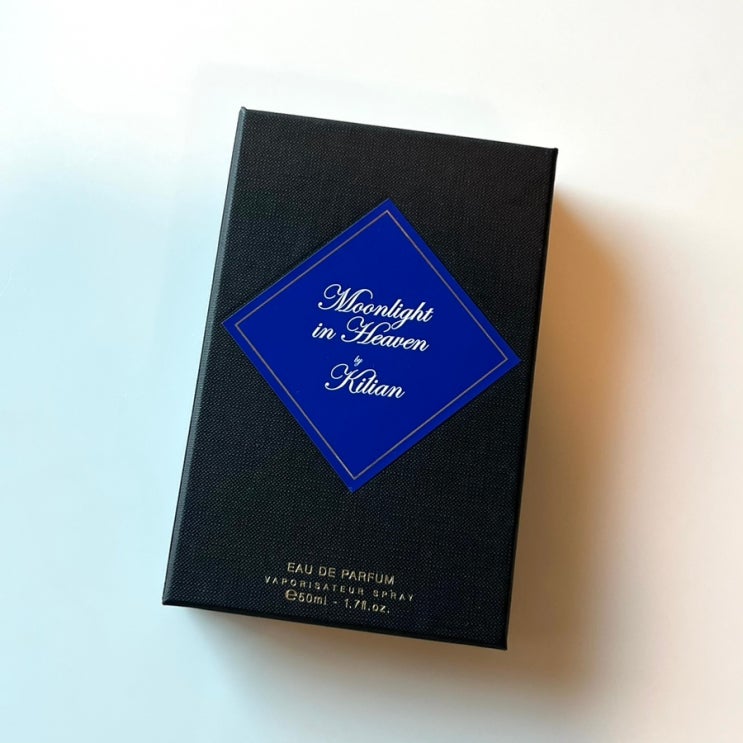 Moonlight
in Heaven
by
Kilian
EAU DE PARFUM
VAPORISATEUR SPRAY
℮50ml - 1.7fl.oz.